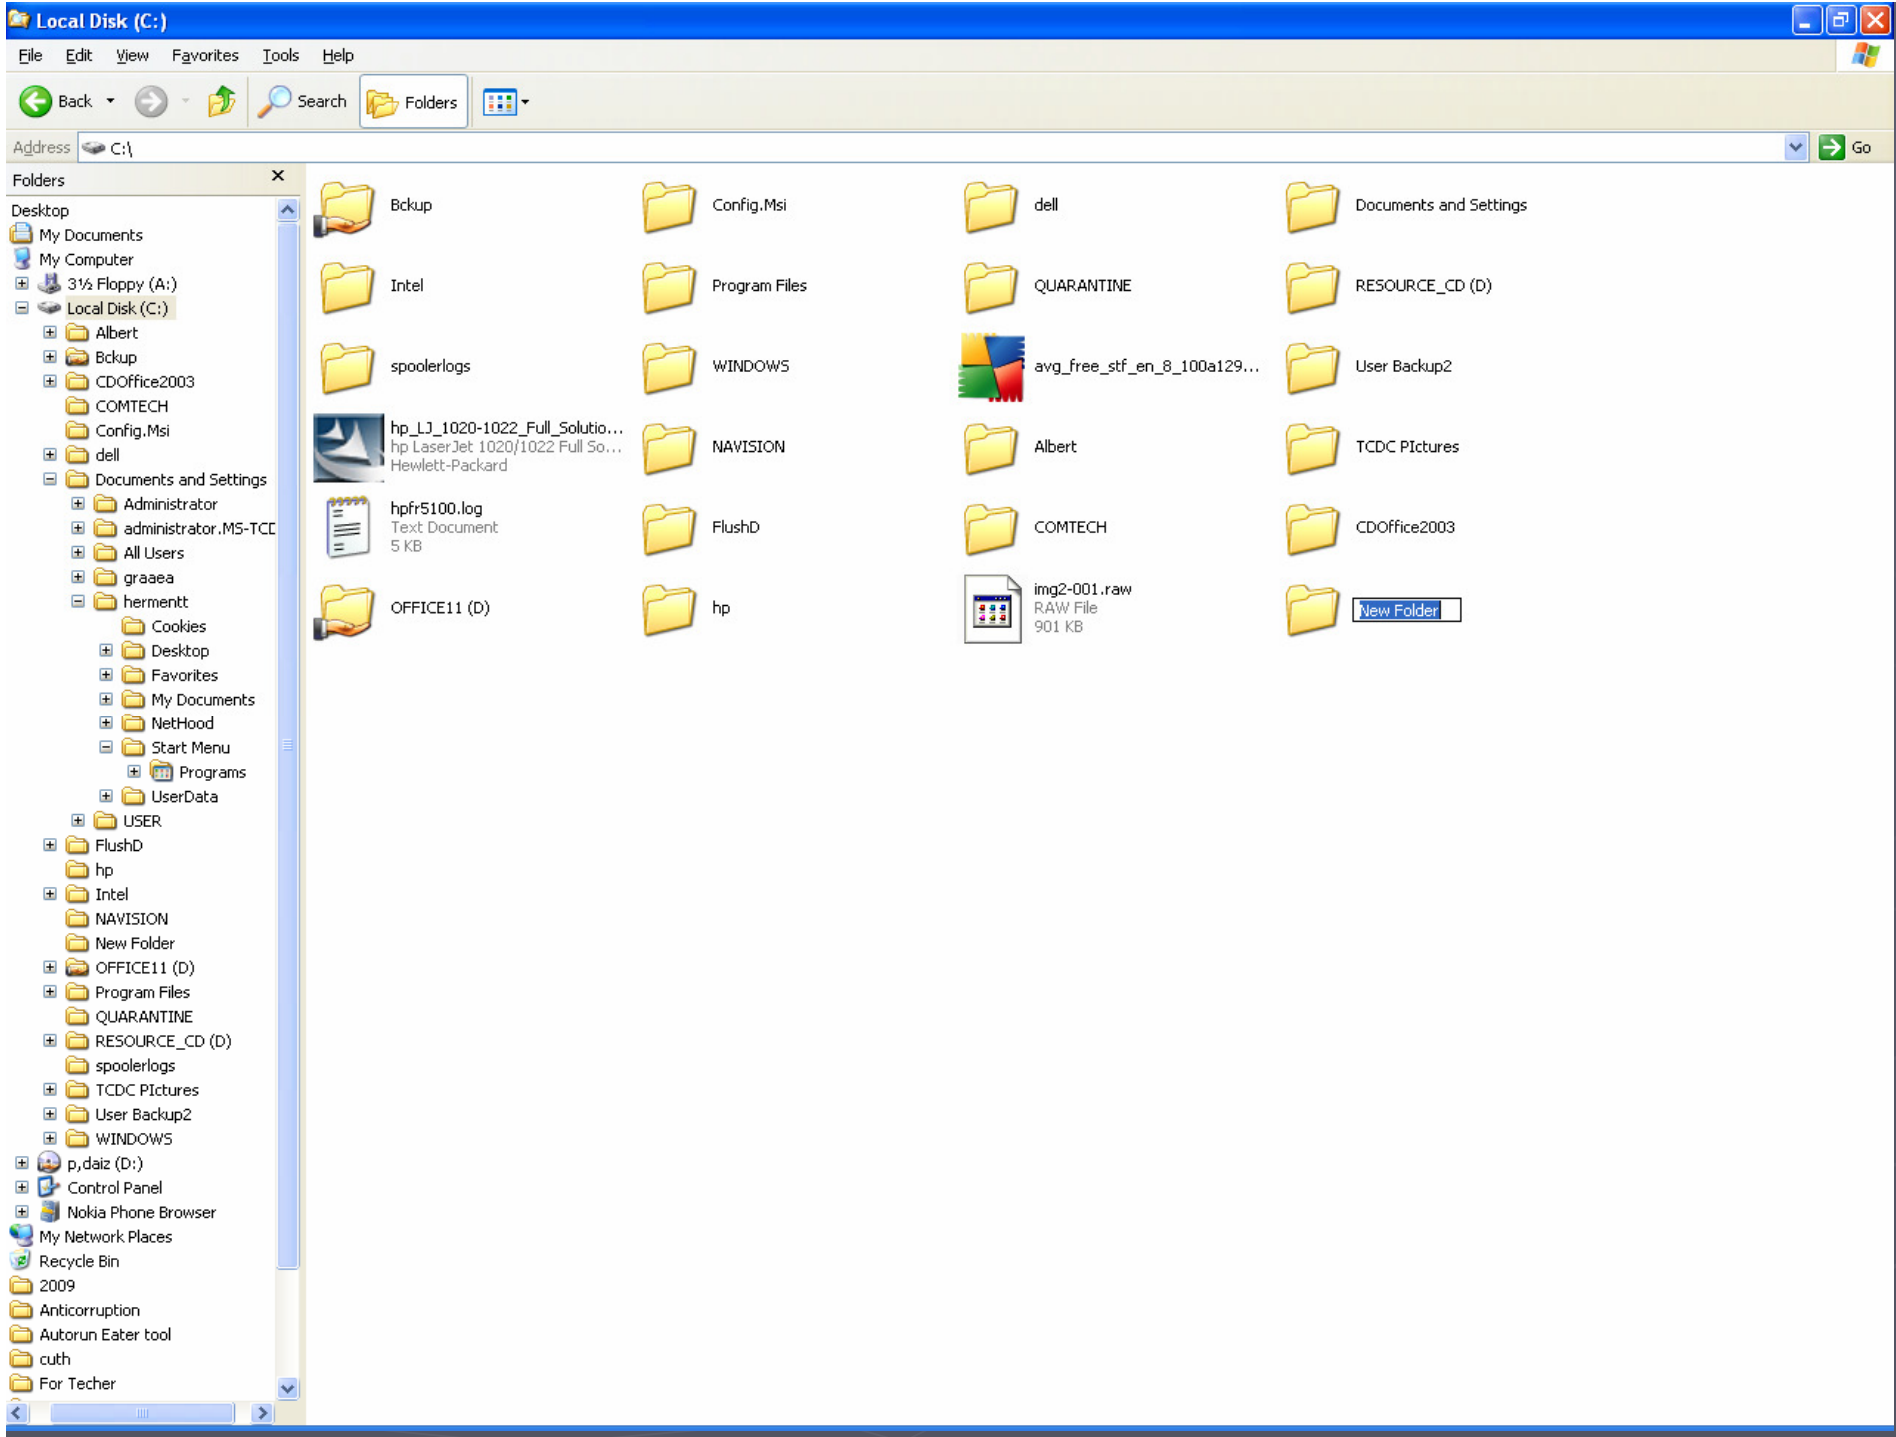 Local Disk (C:)
File Edit View Favorites Tools Help
Back Search Folders
Address C:\ Go
Folders
Desktop
My Documents
My Computer
3½ Floppy (A:)
Local Disk (C:)
Albert
Bckup
CDOffice2003
COMTECH
Config.Msi
dell
Documents and Settings
Administrator
administrator.MS-TCD
All Users
graaea
hermentt
Cookies
Desktop
Favorites
My Documents
NetHood
Start Menu
Programs
UserData
USER
FlushD
hp
Intel
NAVISION
New Folder
OFFICE11 (D)
Program Files
QUARANTINE
RESOURCE_CD (D)
spoolerlogs
TCDC PIctures
User Backup2
WINDOWS
p,daiz (D:)
Control Panel
Nokia Phone Browser
My Network Places
Recycle Bin
2009
Anticorruption
Autorun Eater tool
cuth
For Techer
Bckup
Config.Msi
dell
Documents and Settings
Intel
Program Files
QUARANTINE
RESOURCE_CD (D)
spoolerlogs
WINDOWS
avg_free_stf_en_8_100a129...
User Backup2
hp_LJ_1020-1022_Full_Solutio...
hp LaserJet 1020/1022 Full So...
Hewlett-Packard
NAVISION
Albert
TCDC PIctures
hpfr5100.log
Text Document
5 KB
FlushD
COMTECH
CDOffice2003
OFFICE11 (D)
hp
img2-001.raw
RAW File
901 KB
New Folder